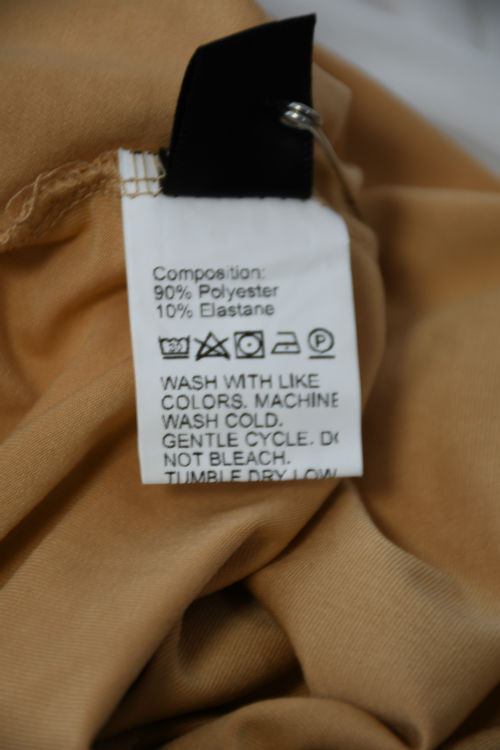 Composition:
90% Polyester
10% Elastane
30 P
WASH WITH LIKE
COLORS. MACHINE
WASH COLD.
GENTLE CYCLE. DO
NOT BLEACH.
TUMBLE DRY LOW